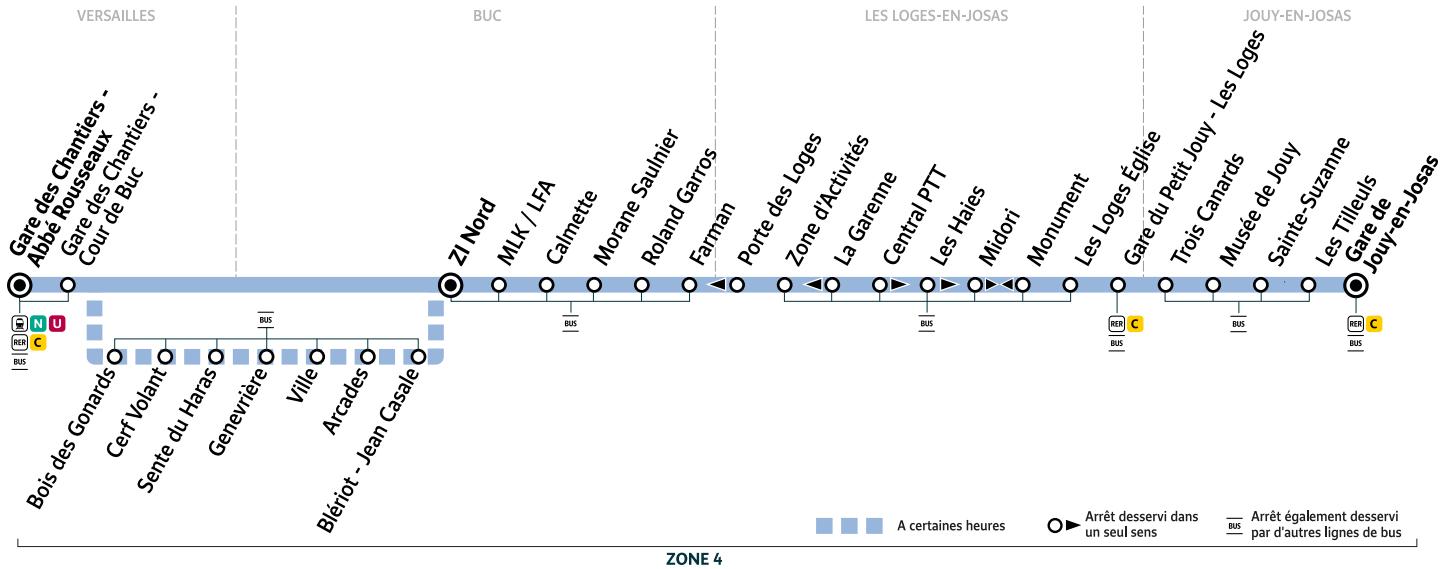 VERSAILLES
BUC
LES LOGES-EN-JOSAS
JOUY-EN-JOSAS
Gare des Chantiers -
Abbé Rousseaux
Gare des Chantiers -
Cour de Buc
ZI Nord
MLK / LFA
Calmette
Morane Saulnier
Roland Garros
Farman
Porte des Loges
Zone d'Activités
La Garenne
Central PTT
Les Haies
Midori
Monument
Les Loges Église
Gare du Petit Jouy - Les Loges
Trois Canards
Musée de Jouy
Sainte-Suzanne
Les Tilleuls
Gare de
Jouy-en-Josas
N U
RER C
BUS
BUS
BUS
BUS
RER C
BUS
BUS
RER C
BUS
Bois des Gonards
Cerf Volant
Sente du Haras
Genevrière
Ville
Arcades
Blériot - Jean Casale
A certaines heures
Arrêt desservi dans
un seul sens
BUS
Arrêt également desservi
par d'autres lignes de bus
ZONE 4